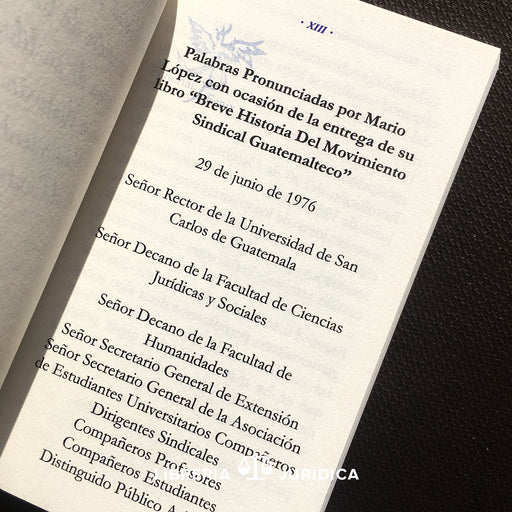 · XIII ·
Palabras Pronunciadas por Mario
López con ocasión de la entrega de su
libro “Breve Historia Del Movimiento
Sindical Guatemalteco”
29 de junio de 1976
Señor Rector de la Universidad de San
Carlos de Guatemala
Señor Decano de la Facultad de Ciencias
Jurídicas y Sociales
Señor Decano de la Facultad de
Humanidades
Señor Secretario General de Extensión
Señor Secretario General de la Asociación
de Estudiantes Universitarios Compañeros
Dirigentes Sindicales
Compañeros Profesores
Compañeros Estudiantes
Distinguido Público
LIBRERÍA JURÍDICA